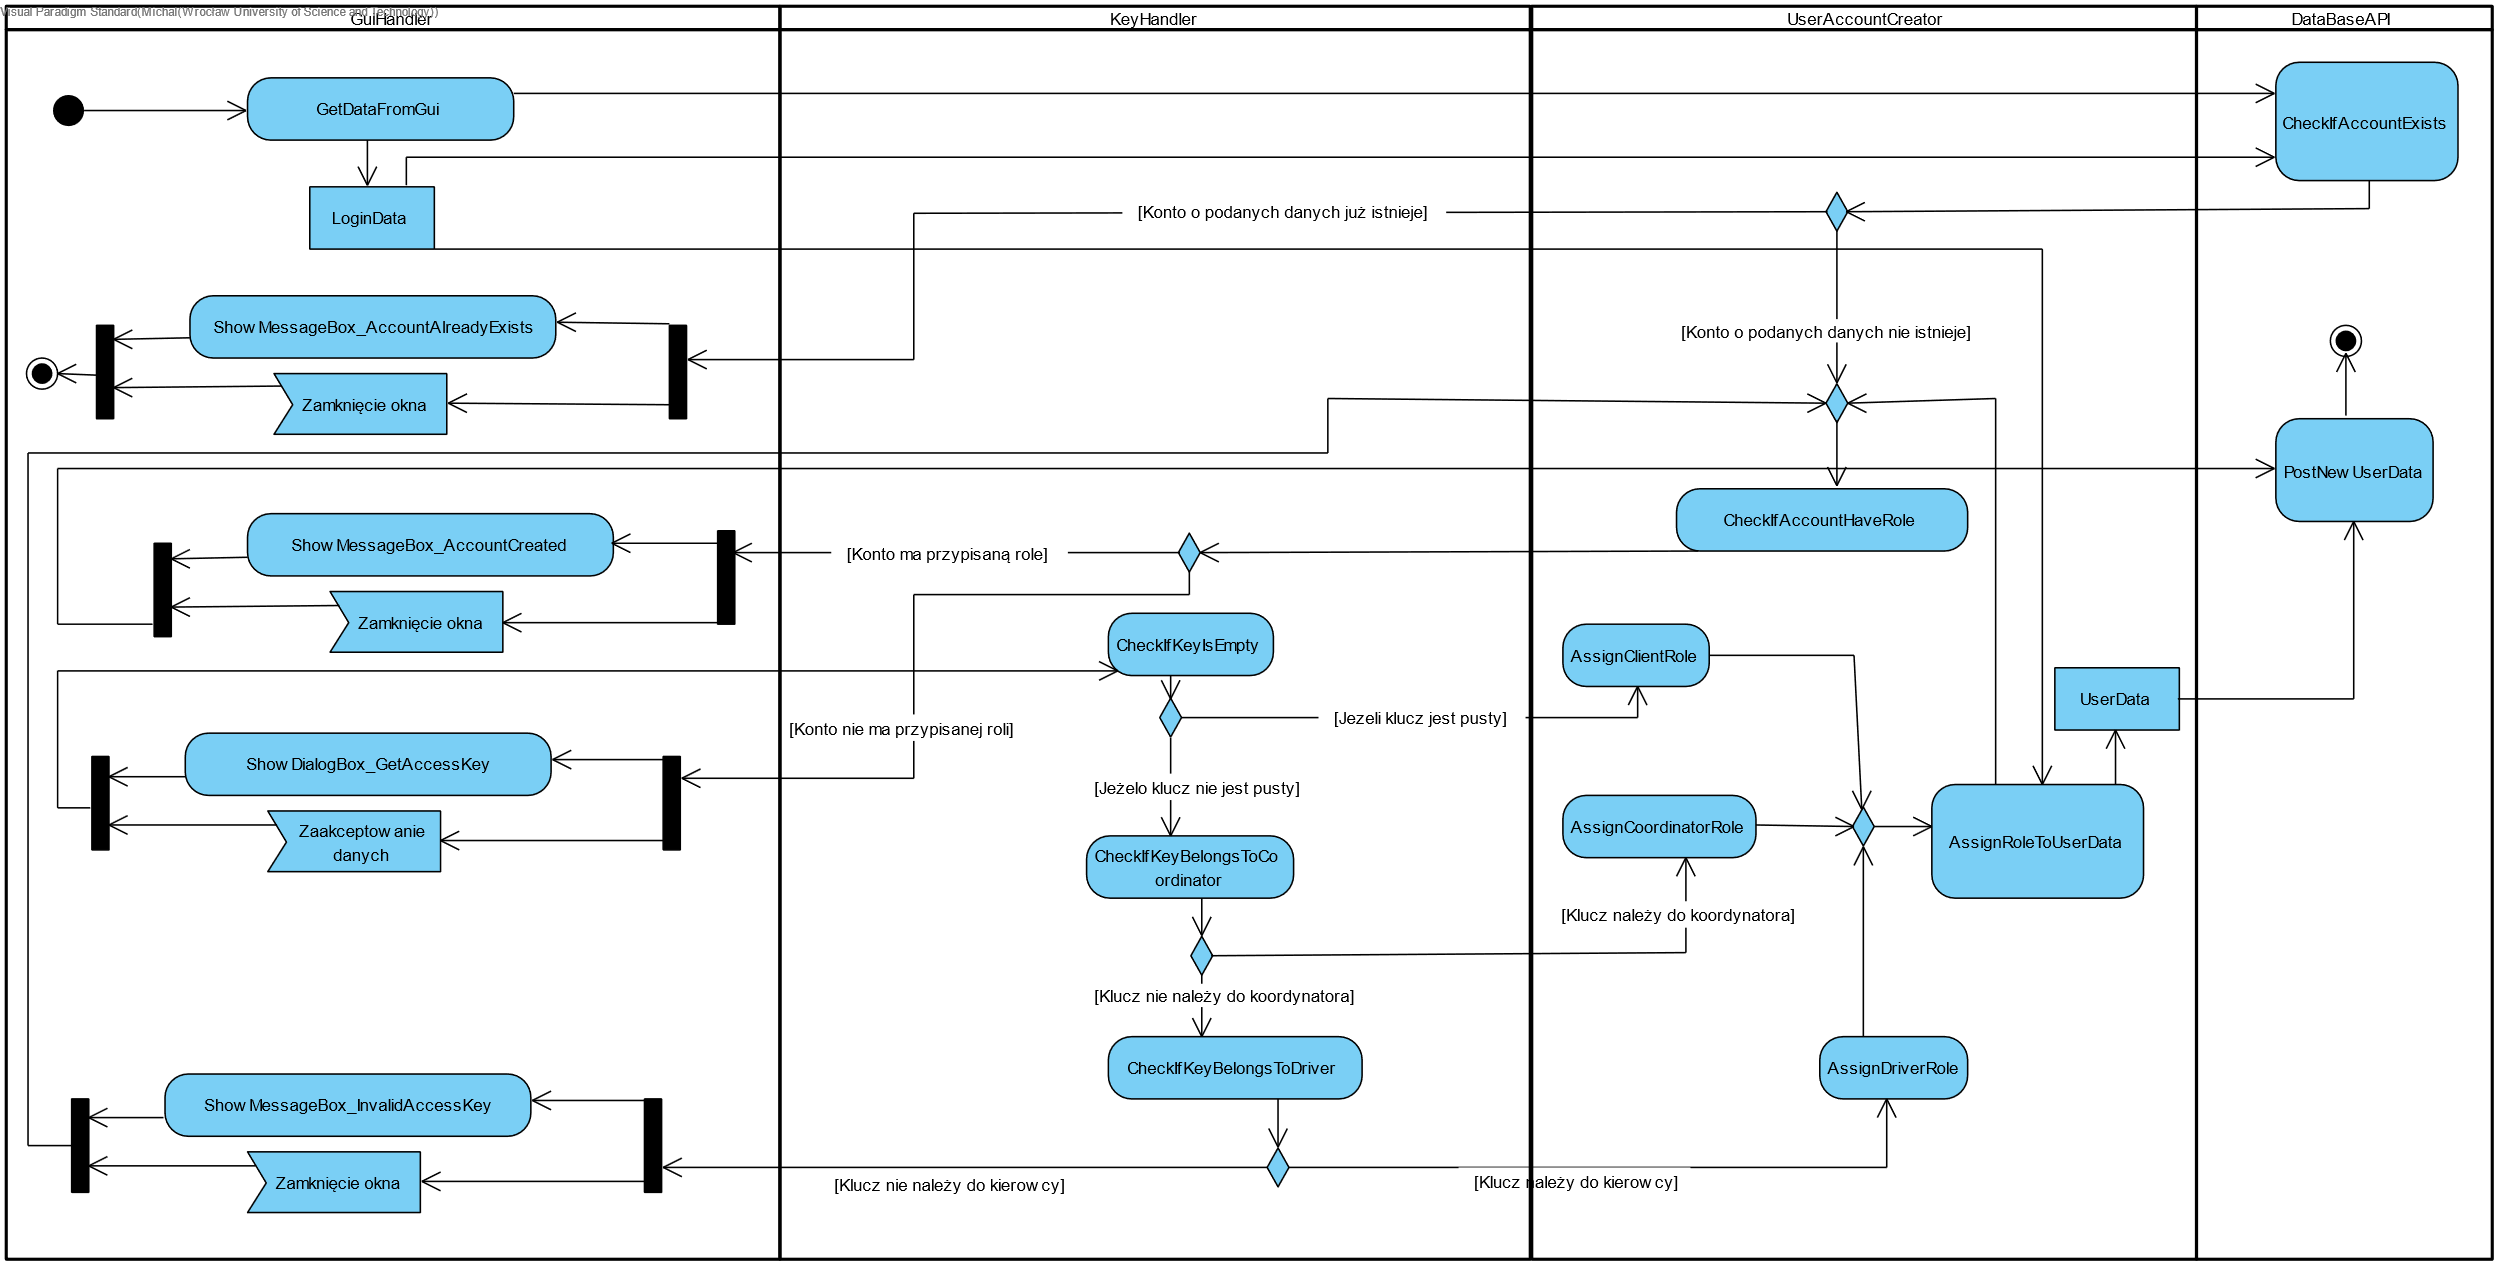 Visual Paradigm Standard(Michał(Wrocław University of Science and Technology))
GuiHandler
KeyHandler
UserAccountCreator
DataBaseAPI
GetDataFromGui
CheckIfAccountExists
LoginData
[Konto o podanych danych już istnieje]
Show MessageBox_AccountAlreadyExists
[Konto o podanych danych nie istnieje]
Zamknięcie okna
PostNew UserData
CheckIfAccountHaveRole
Show MessageBox_AccountCreated
[Konto ma przypisaną role]
Zamknięcie okna
CheckIfKeyIsEmpty
AssignClientRole
UserData
[Konto nie ma przypisanej roli]
[Jezeli klucz jest pusty]
Show DialogBox_GetAccessKey
[Jeżelo klucz nie jest pusty]
Zaakceptow anie
danych
AssignCoordinatorRole
AssignRoleToUserData
CheckIfKeyBelongsToCo
ordinator
[Klucz należy do koordynatora]
[Klucz nie należy do koordynatora]
CheckIfKeyBelongsToDriver
AssignDriverRole
Show MessageBox_InvalidAccessKey
Zamknięcie okna
[Klucz nie należy do kierow cy]
[Klucz należy do kierow cy]